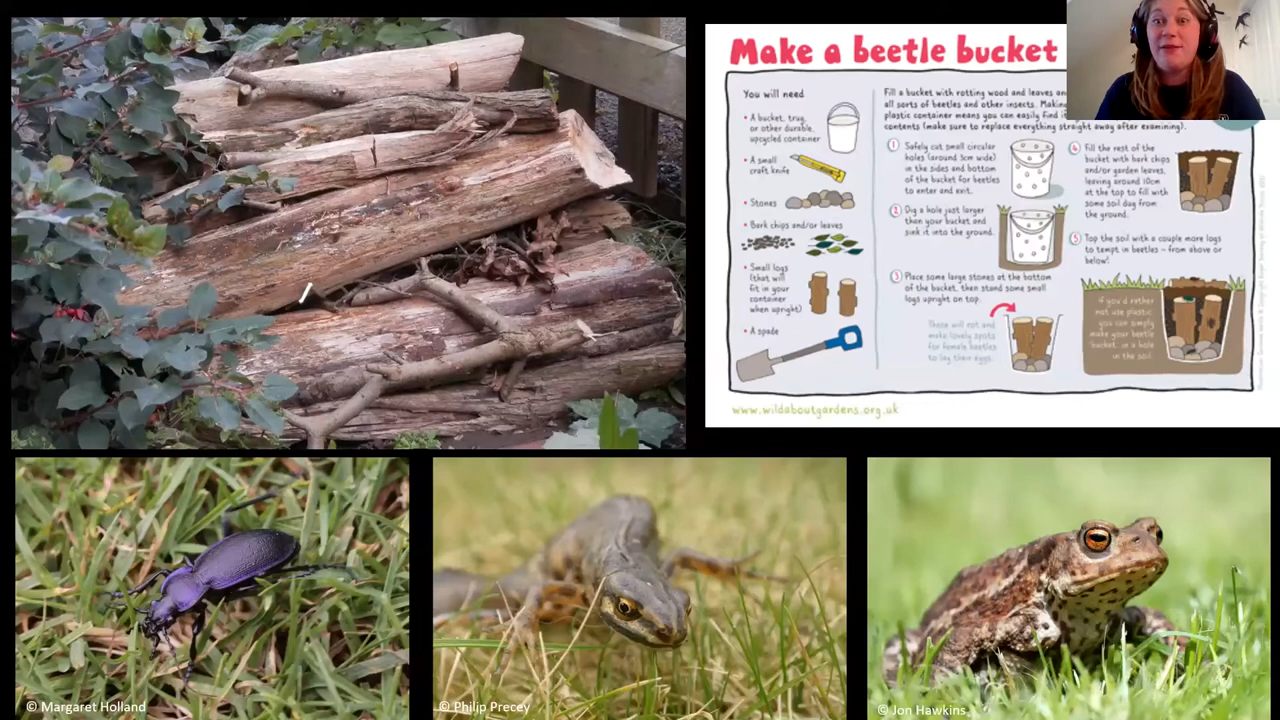 Make a beetle bucket
You will need
• A bucket, trug,
or other durable,
upcycled container
• A small
craft knife
• Stones
• Bark chips and/or leaves
• Small logs
(that will
fit in your
container
when upright)
• A spade
Fill a bucket with rotting wood and leaves an
all sorts of beetles and other insects. Makin
plastic container means you can easily find i
contents (make sure to replace everything straight away after examining).
1 Safely cut small circular
holes (around 3cm wide)
in the sides and bottom
of the bucket for beetles
to enter and exit.
2 Dig a hole just larger
than your bucket and
sink it into the ground.
3 Place some large stones at the bottom
of the bucket, then stand some small
logs upright on top.
These will rot and
make lovely spots
for female beetles
to lay their eggs.
4 Fill the rest of the
bucket with bark chips
and/or garden leaves,
leaving around 10cm
at the top to fill with
some soil dug from
the ground.
5 Top the soil with a couple more logs
to tempt in beetles – from above or
below!
If you'd rather
not use plastic
you can simply
make your beetle
'bucket' in a hole
in the soil.
www.wildaboutgardens.org.uk
© Margaret Holland
© Philip Precey
© Jon Hawkins